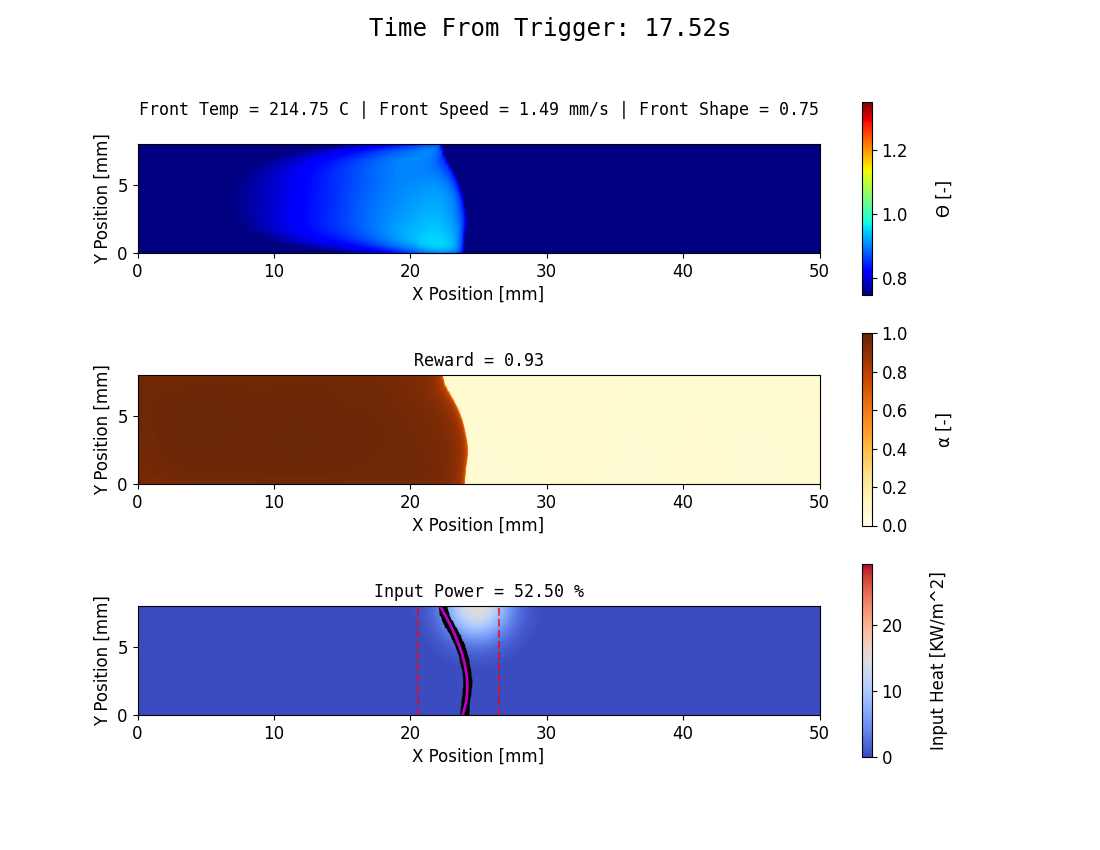 Time From Trigger: 17.52s
Front Temp = 214.75 C | Front Speed = 1.49 mm/s | Front Shape = 0.75
Y Position [mm]
5
0
0 10 20 30 40 50
X Position [mm]
1.2
1.0
0.8
Θ [-]
Reward = 0.93
Y Position [mm]
5
0
0 10 20 30 40 50
X Position [mm]
1.0
0.8
0.6
0.4
0.2
0.0
α [-]
Input Power = 52.50 %
Y Position [mm]
5
0
0 10 20 30 40 50
X Position [mm]
20
10
0
Input Heat [KW/m^2]